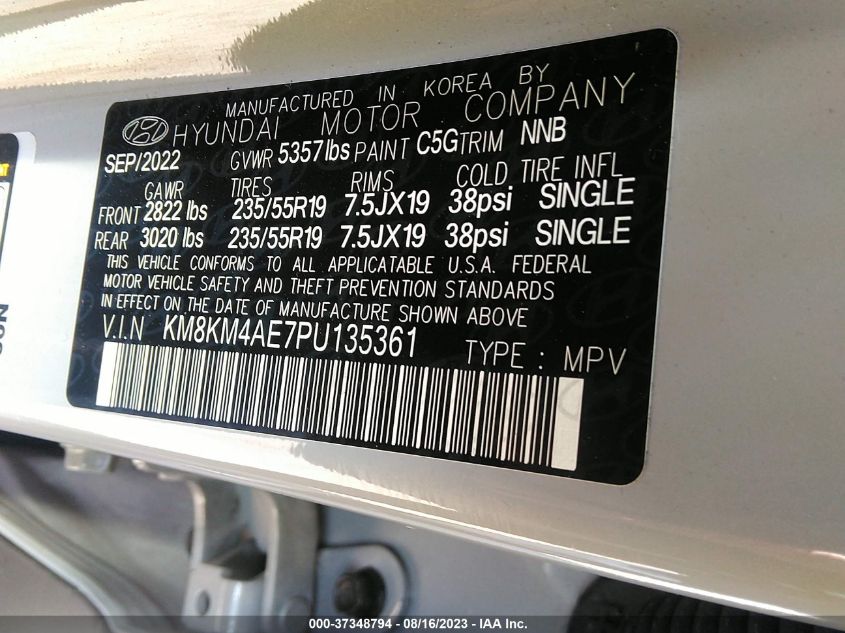 MANUFACTURED IN KOREA BY
HYUNDAI MOTOR COMPANY
SEP/2022 GVWR 5357lbs PAINT C5G TRIM NNB
GAWR TIRES RIMS COLD TIRE INFL
FRONT 2822 lbs 235/55R19 7.5JX19 38psi SINGLE
REAR 3020 lbs 235/55R19 7.5JX19 38psi SINGLE
THIS VEHICLE CONFORMS TO ALL APPLICATABLE U.S.A. FEDERAL
MOTOR VEHICLE SAFETY AND THEFT PREVENTION STANDARDS
IN EFFECT ON THE DATE OF MANUFACTURE SHOWN ABOVE
V.I.N KM8KM4AE7PU135361 TYPE : MPV
000-37348794 - 08/16/2023 - IAA Inc.